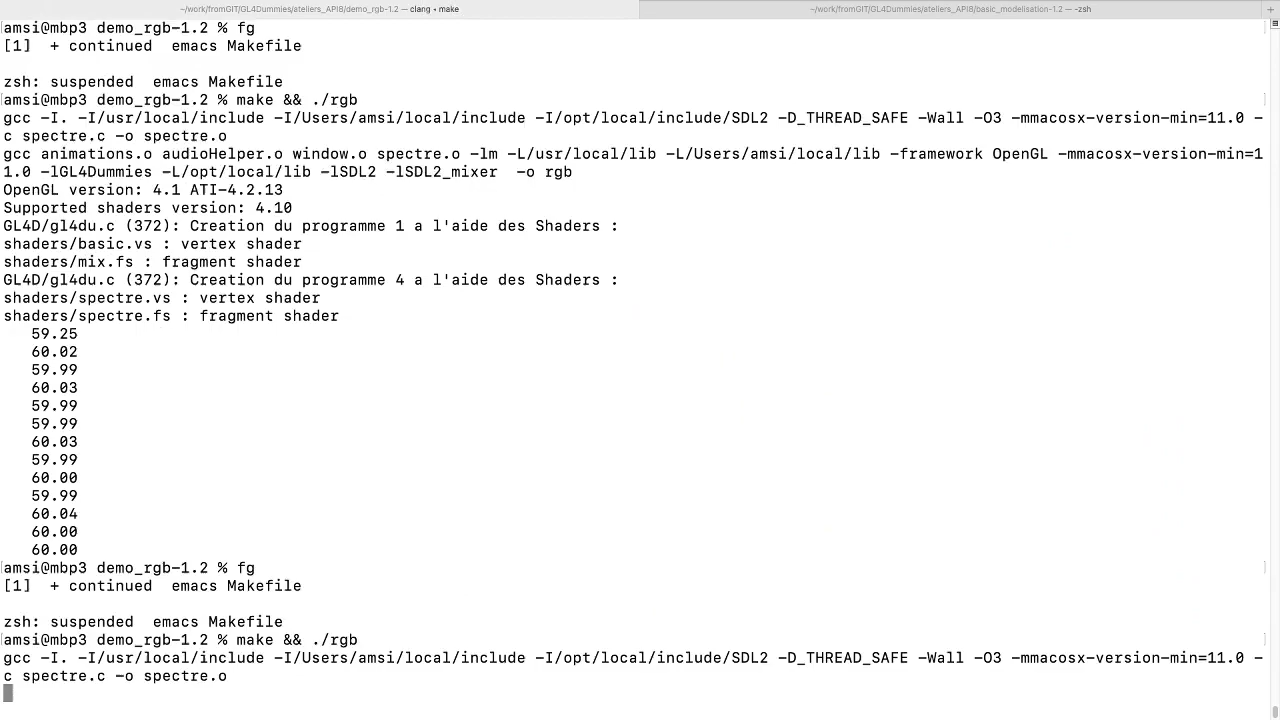 ~/work/fromGIT/GL4Dummies/ateliers_API8/demo_rgb-1.2 — clang ◂ make
~/work/fromGIT/GL4Dummies/ateliers_API8/basic_modelisation-1.2 — -zsh
amsi@mbp3 demo_rgb-1.2 % fg
[1]  + continued  emacs Makefile
zsh: suspended  emacs Makefile
amsi@mbp3 demo_rgb-1.2 % make && ./rgb
gcc -I. -I/usr/local/include -I/Users/amsi/local/include -I/opt/local/include/SDL2 -D_THREAD_SAFE -Wall -O3 -mmacosx-version-min=11.0 -
c spectre.c -o spectre.o
gcc animations.o audioHelper.o window.o spectre.o -lm -L/usr/local/lib -L/Users/amsi/local/lib -framework OpenGL -mmacosx-version-min=1
1.0 -lGL4Dummies -L/opt/local/lib -lSDL2 -lSDL2_mixer  -o rgb
OpenGL version: 4.1 ATI-4.2.13
Supported shaders version: 4.10
GL4D/gl4du.c (372): Creation du programme 1 a l'aide des Shaders :
shaders/basic.vs : vertex shader
shaders/mix.fs : fragment shader
GL4D/gl4du.c (372): Creation du programme 4 a l'aide des Shaders :
shaders/spectre.vs : vertex shader
shaders/spectre.fs : fragment shader
59.25
60.02
59.99
60.03
59.99
59.99
60.03
59.99
60.00
59.99
60.04
60.00
60.00
amsi@mbp3 demo_rgb-1.2 % fg
[1]  + continued  emacs Makefile
zsh: suspended  emacs Makefile
amsi@mbp3 demo_rgb-1.2 % make && ./rgb
gcc -I. -I/usr/local/include -I/Users/amsi/local/include -I/opt/local/include/SDL2 -D_THREAD_SAFE -Wall -O3 -mmacosx-version-min=11.0 -
c spectre.c -o spectre.o